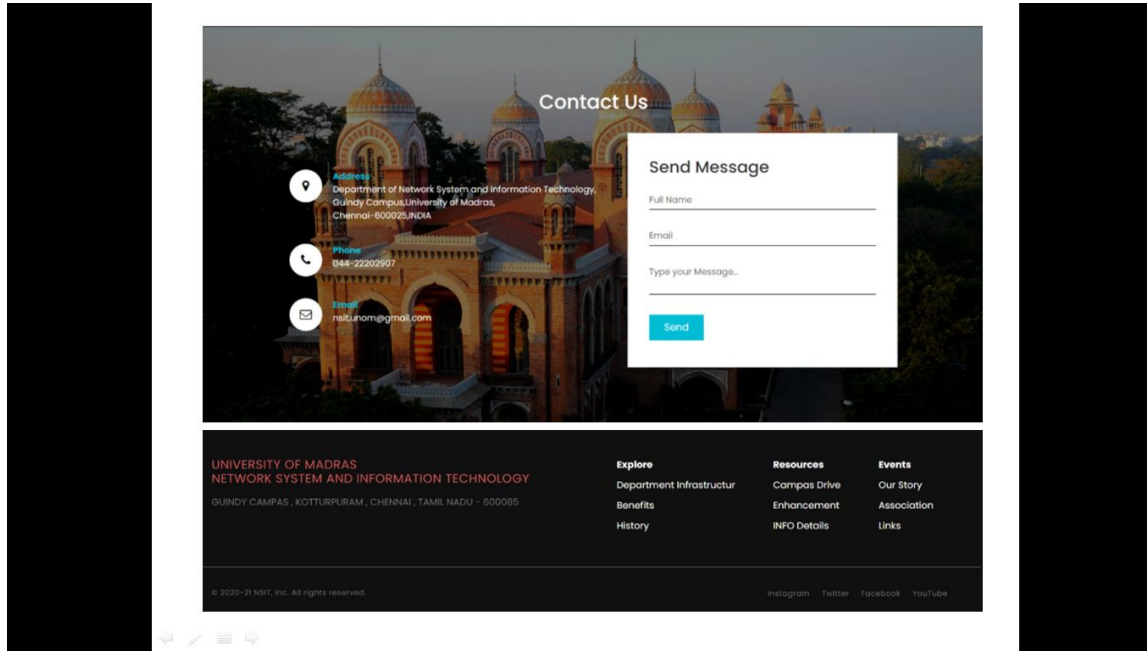 Contact Us
Address
Department of Network System and Information Technology,
Guindy Campus,University of Madras,
Chennai-600025,INDIA
Phone
044-22202907
Email
nsit.unom@gmail.com
Send Message
Full Name
Email
Type your Message...
Send
UNIVERSITY OF MADRAS
NETWORK SYSTEM AND INFORMATION TECHNOLOGY
GUINDY CAMPAS , KOTTURPURAM , CHENNAI , TAMIL NADU - 600085
Explore
Department Infrastructur
Benefits
History
Resources
Campas Drive
Enhancement
INFO Details
Events
Our Story
Association
Links
© 2020-21 NSIT, Inc. All rights reserved.
Instagram Twitter Facebook YouTube